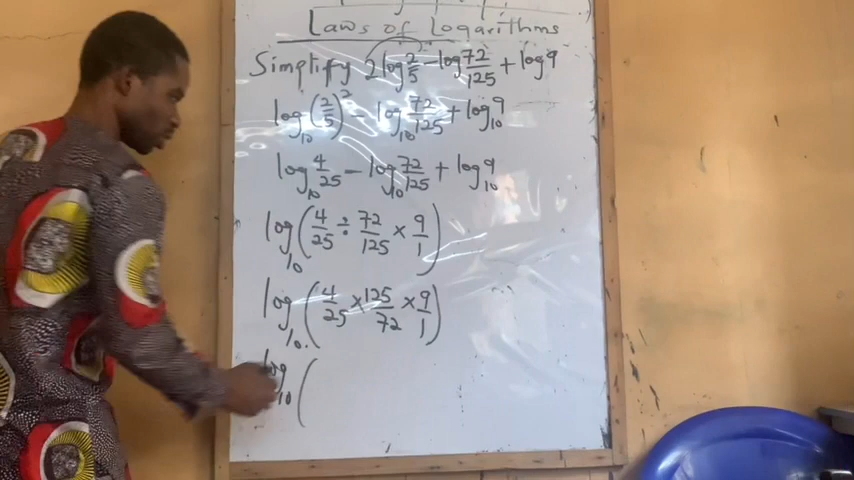 Laws of Logarithms
Simplify 2log 2/5 - log 72/125 + log 9
log₁₀ (2/5)² - log₁₀ 72/125 + log₁₀ 9
log₁₀ 4/25 - log₁₀ 72/125 + log₁₀ 9
log₁₀ (4/25 ÷ 72/125 × 9/1)
log₁₀ (4/25 × 125/72 × 9/1)
log₁₀ (